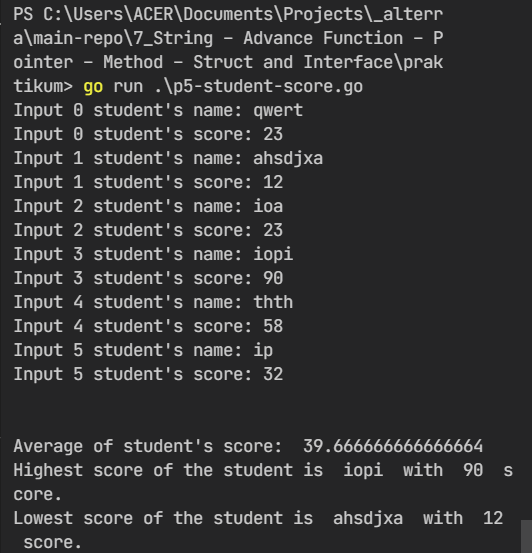 PS C:\Users\ACER\Documents\Projects\_alterr
a\main-repo\7_String - Advance Function - P
ointer - Method - Struct and Interface\prak
tikum> go run .\p5-student-score.go
Input 0 student's name: qwert
Input 0 student's score: 23
Input 1 student's name: ahsdjxa
Input 1 student's score: 12
Input 2 student's name: ioa
Input 2 student's score: 23
Input 3 student's name: iopi
Input 3 student's score: 90
Input 4 student's name: thth
Input 4 student's score: 58
Input 5 student's name: ip
Input 5 student's score: 32
Average of student's score:  39.666666666666664
Highest score of the student is  iopi  with  90  s
core.
Lowest score of the student is  ahsdjxa  with  12
 score.